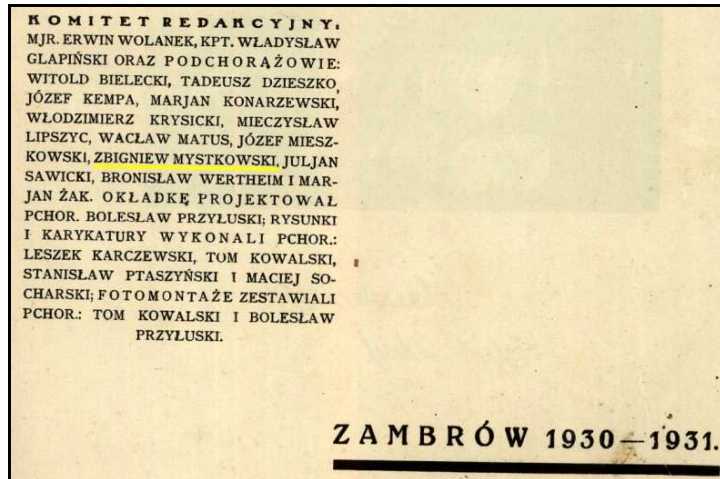 KOMITET REDAKCYJNY:
MJR. ERWIN WOLANEK, KPT. WŁADYSŁAW
GLAPIŃSKI ORAZ PODCHORĄŻOWIE:
WITOLD BIELECKI, TADEUSZ DZIESZKO,
JÓZEF KEMPA, MARJAN KONARZEWSKI,
WŁODZIMIERZ KRYSICKI, MIECZYSŁAW
LIPSZYC, WACŁAW MATUS, JÓZEF MIESZ-
KOWSKI, ZBIGNIEW MYSTKOWSKI, JULJAN
SAWICKI, BRONISŁAW WERTHEIM I MAR-
JAN ŻAK. OKŁADKĘ PROJEKTOWAŁ
PCHOR. BOLESŁAW PRZYŁUSKI; RYSUNKI
I KARYKATURY WYKONALI PCHOR.:
LESZEK KARCZEWSKI, TOM KOWALSKI,
STANISŁAW PTASZYŃSKI I MACIEJ SO-
CHARSKI; FOTOMONTAŻE ZESTAWIALI
PCHOR.: TOM KOWALSKI I BOLESŁAW
PRZYŁUSKI.
ZAMBRÓW 1930—1931.